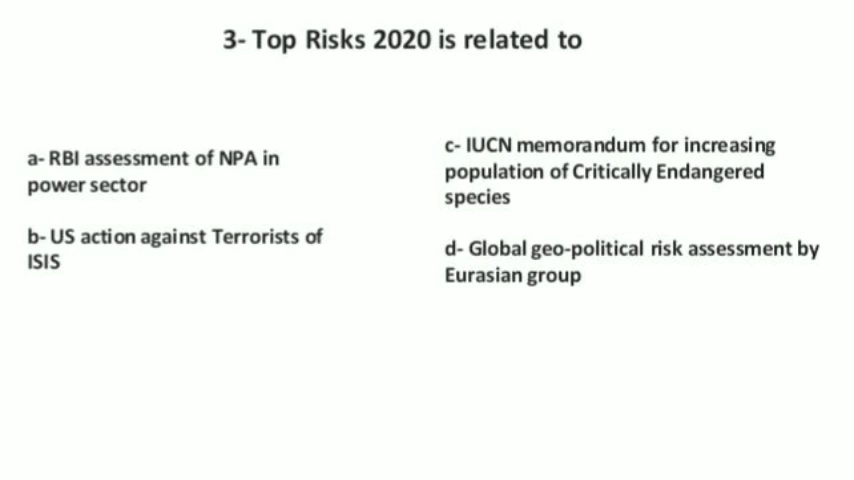 3- Top Risks 2020 is related to
a- RBI assessment of NPA in
power sector
b- US action against Terrorists of
ISIS
c- IUCN memorandum for increasing
population of Critically Endangered
species
d- Global geo-political risk assessment by
Eurasian group